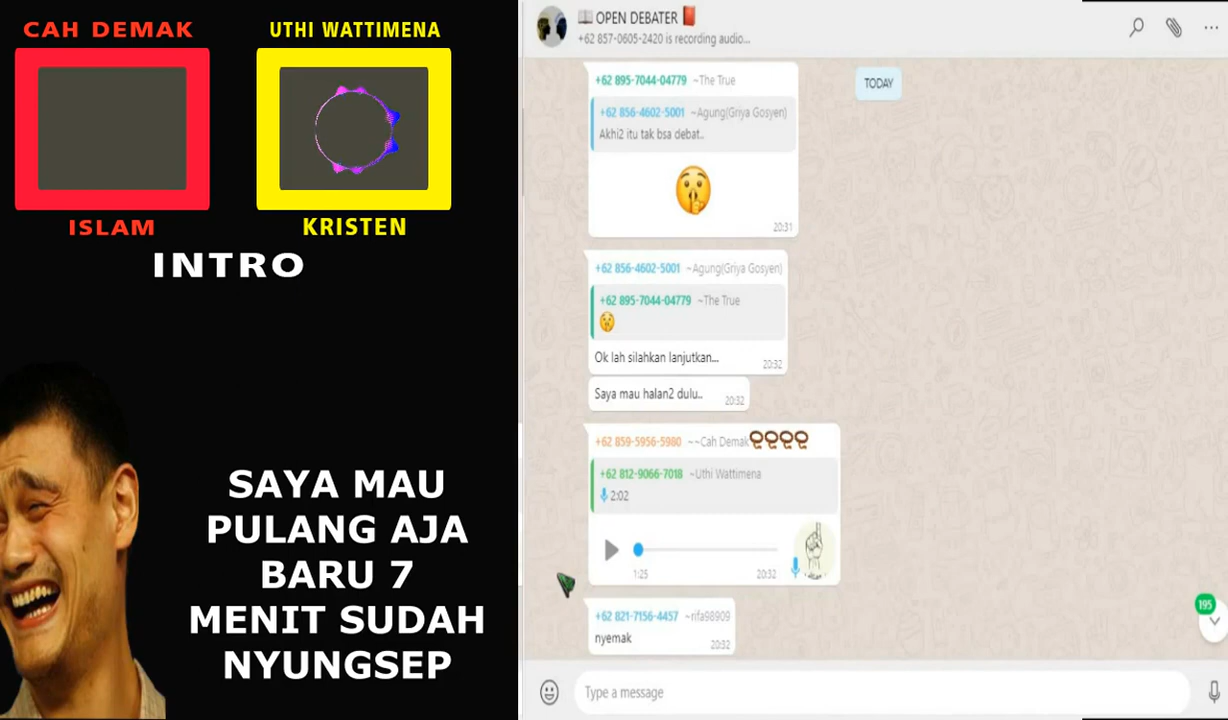 CAH DEMAK
UTHI WATTIMENA
ISLAM
KRISTEN
INTRO
SAYA MAU
PULANG AJA
BARU 7
MENIT SUDAH
NYUNGSEP
OPEN DEBATER
+62 857-0605-2420 is recording audio...
TODAY
+62 895-7044-04779 ~The True
+62 856-4602-5001 ~Agung(Griya Gosyen)
Akhi2 itu tak bsa debat..
20:31
+62 856-4602-5001 ~Agung(Griya Gosyen)
+62 895-7044-04779 ~The True
Ok lah silahkan lanjutkan...
20:32
Saya mau halan2 dulu..
20:32
+62 859-5956-5980 ~~Cah Demak
+62 812-9066-7018 ~Uthi Wattimena
2:02
1:25
20:32
+62 821-7156-4457 ~rifa98909
nyemak
20:32
195
Type a message